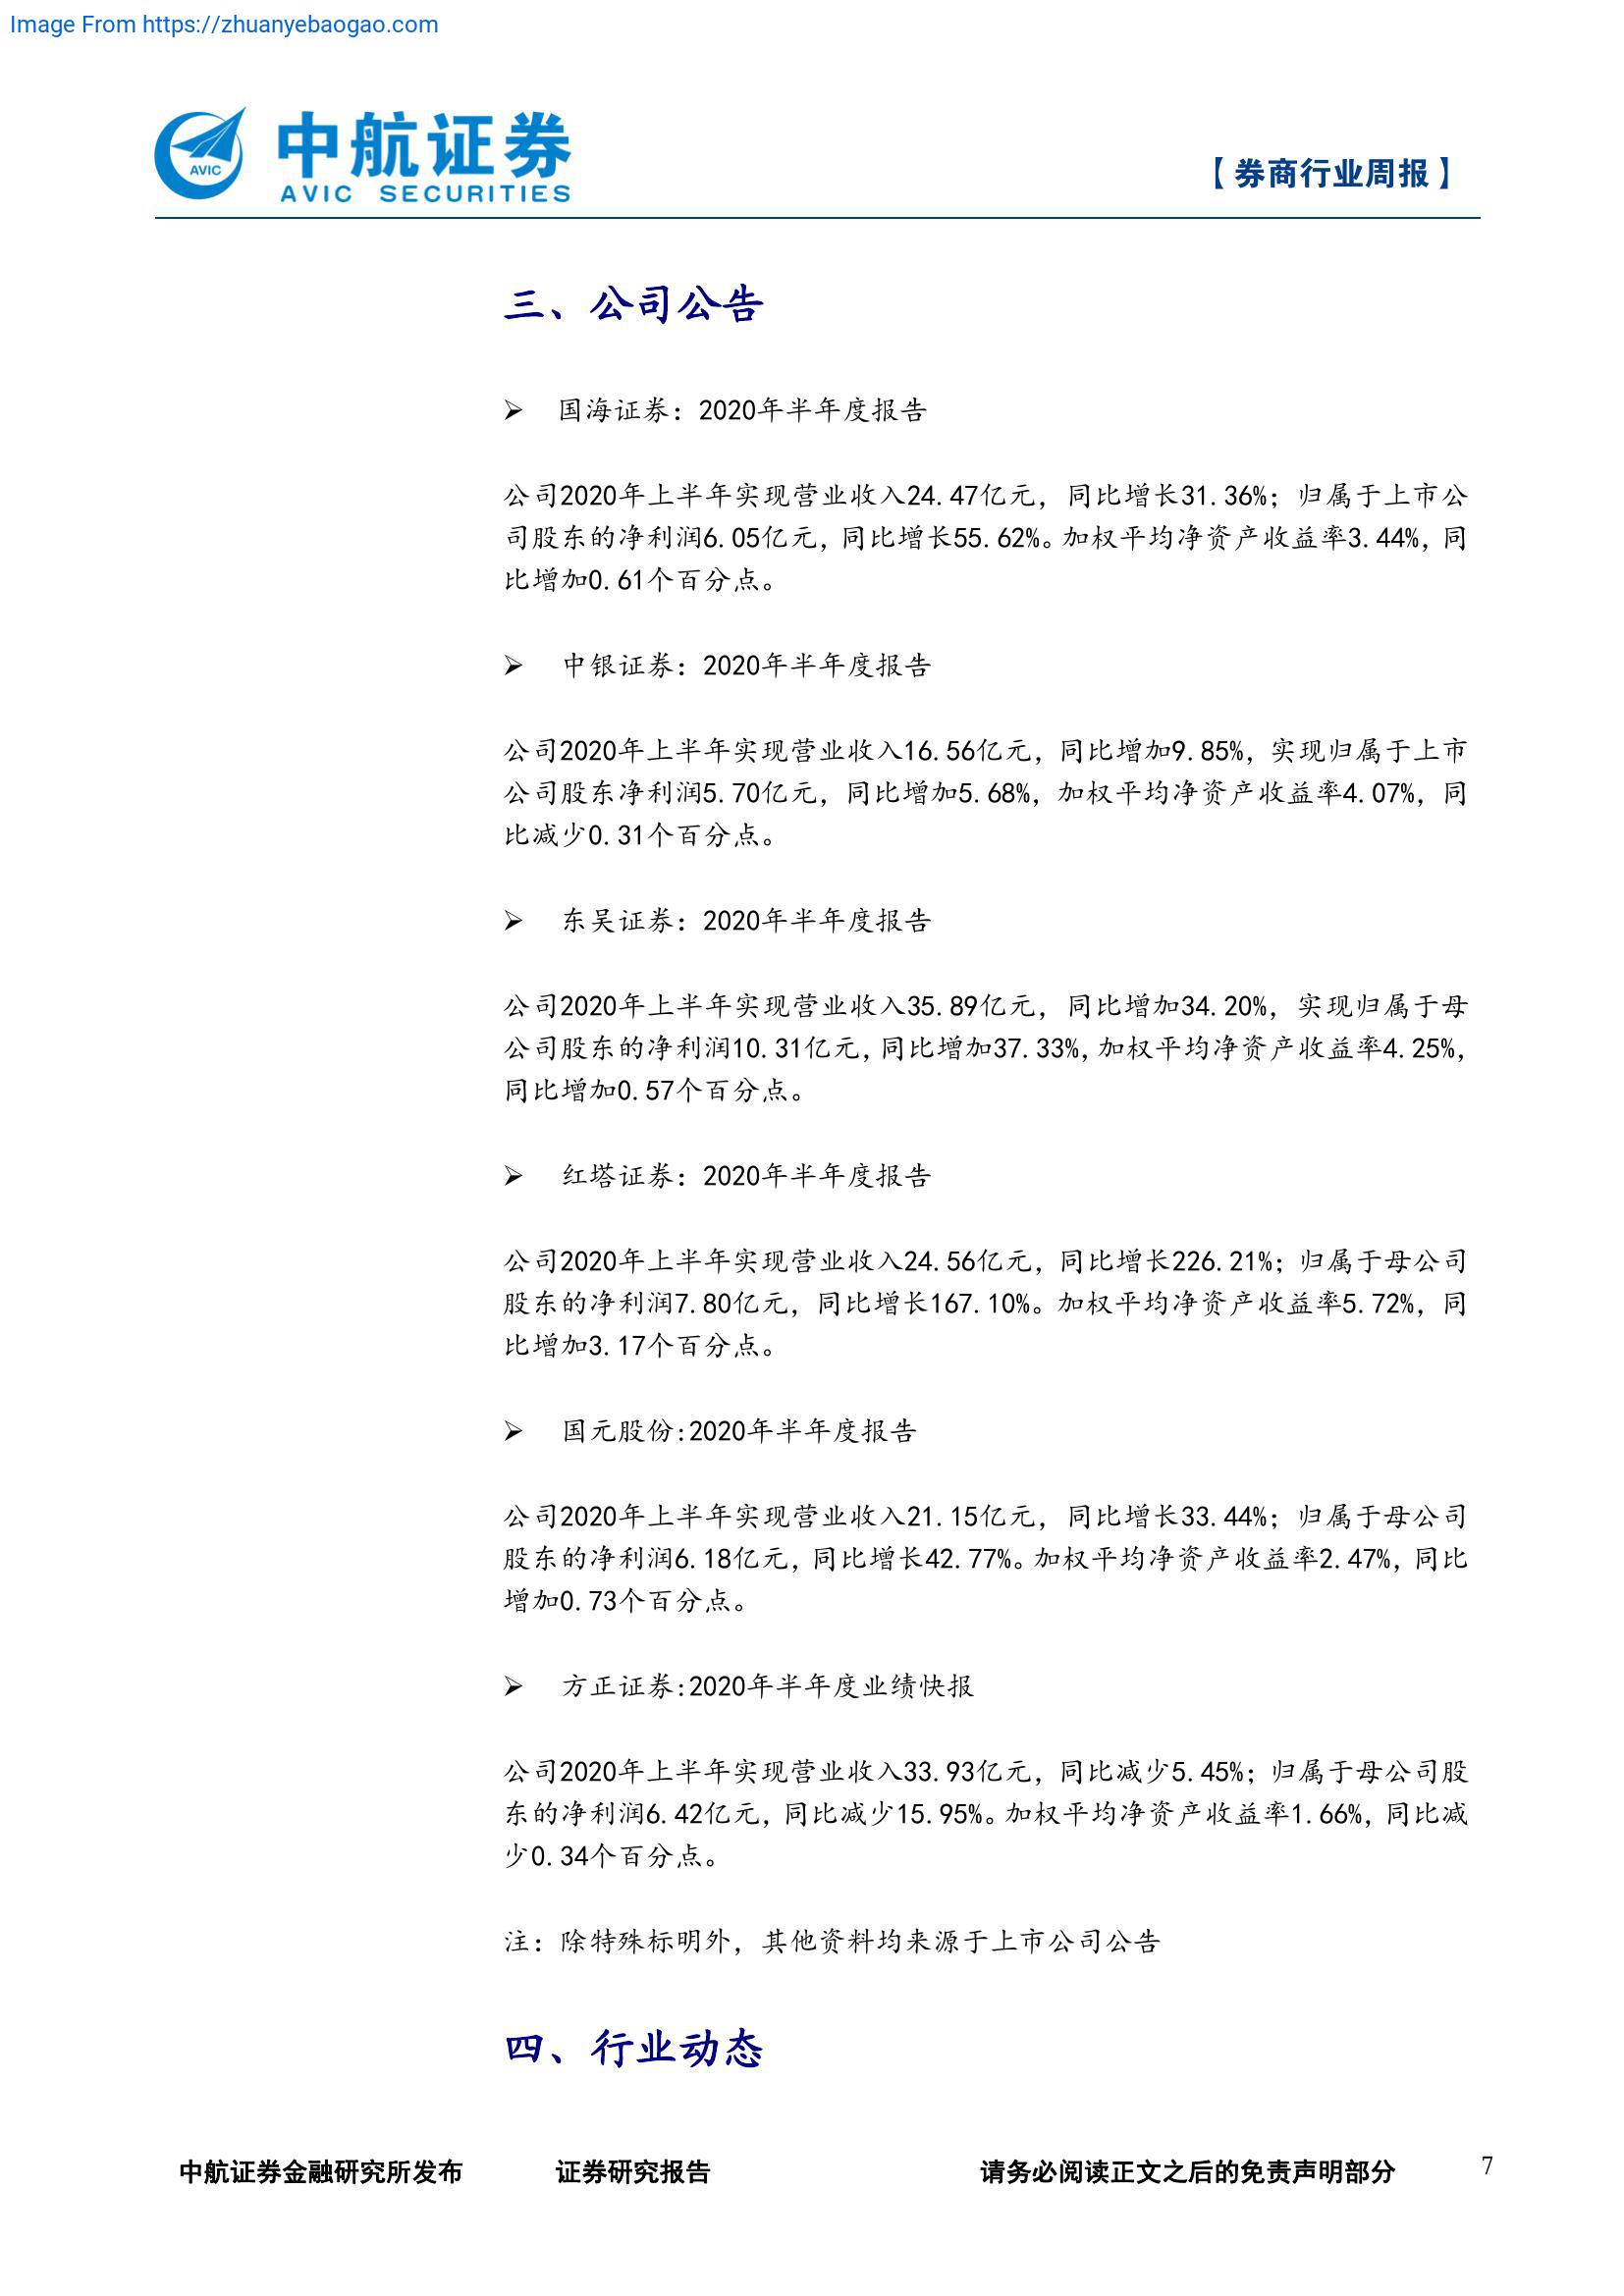 Image From https://zhuanyebaogao.com
AVIC
中航证券
AVIC SECURITIES
【券商行业周报】
三、公司公告
➢ 国海证券：2020年半年度报告
公司2020年上半年实现营业收入24.47亿元，同比增长31.36%；归属于上市公
司股东的净利润6.05亿元，同比增长55.62%。加权平均净资产收益率3.44%，同
比增加0.61个百分点。
➢ 中银证券：2020年半年度报告
公司2020年上半年实现营业收入16.56亿元，同比增加9.85%，实现归属于上市
公司股东净利润5.70亿元，同比增加5.68%，加权平均净资产收益率4.07%，同
比减少0.31个百分点。
➢ 东吴证券：2020年半年度报告
公司2020年上半年实现营业收入35.89亿元，同比增加34.20%，实现归属于母
公司股东的净利润10.31亿元，同比增加37.33%，加权平均净资产收益率4.25%，
同比增加0.57个百分点。
➢ 红塔证券：2020年半年度报告
公司2020年上半年实现营业收入24.56亿元，同比增长226.21%；归属于母公司
股东的净利润7.80亿元，同比增长167.10%。加权平均净资产收益率5.72%，同
比增加3.17个百分点。
➢ 国元股份:2020年半年度报告
公司2020年上半年实现营业收入21.15亿元，同比增长33.44%；归属于母公司
股东的净利润6.18亿元，同比增长42.77%。加权平均净资产收益率2.47%，同比
增加0.73个百分点。
➢ 方正证券:2020年半年度业绩快报
公司2020年上半年实现营业收入33.93亿元，同比减少5.45%；归属于母公司股
东的净利润6.42亿元，同比减少15.95%。加权平均净资产收益率1.66%，同比减
少0.34个百分点。
注：除特殊标明外，其他资料均来源于上市公司公告
四、行业动态
中航证券金融研究所发布 证券研究报告 请务必阅读正文之后的免责声明部分 7